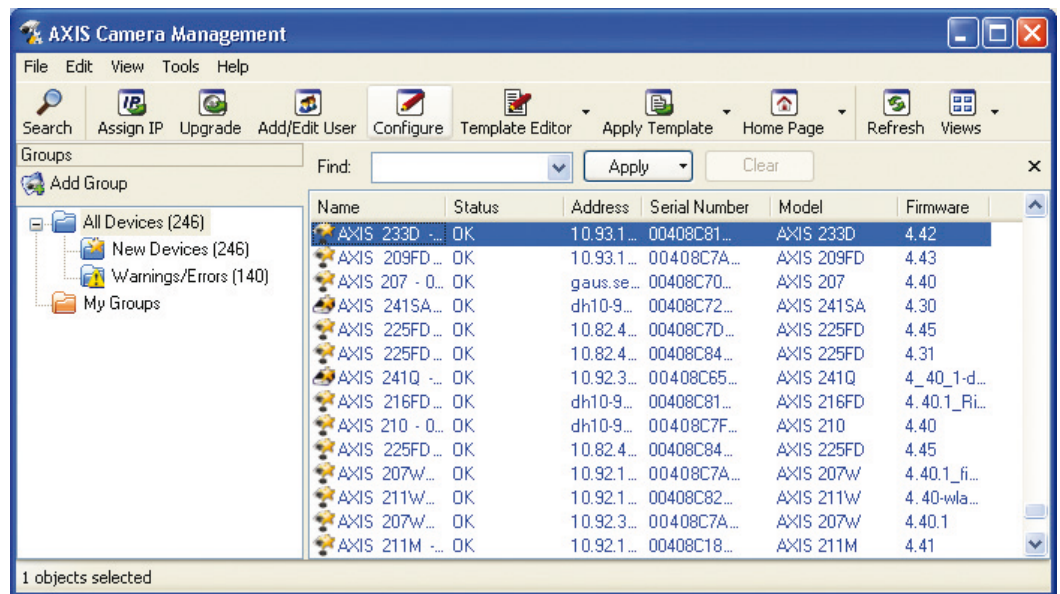 AXIS Camera Management
File Edit View Tools Help
Search Assign IP Upgrade Add/Edit User Configure Template Editor Apply Template Home Page Refresh Views
Groups
Add Group
All Devices (246)
New Devices (246)
Warnings/Errors (140)
My Groups
Find: Apply Clear
Name Status Address Serial Number Model Firmware
AXIS 233D -... OK 10.93.1... 00408C81... AXIS 233D 4.42
AXIS 209FD... OK 10.93.1... 00408C7A... AXIS 209FD 4.43
AXIS 207 - 0... OK gaus.se... 00408C70... AXIS 207 4.40
AXIS 241SA... OK dh10-9... 00408C72... AXIS 241SA 4.30
AXIS 225FD... OK 10.82.4... 00408C7D... AXIS 225FD 4.45
AXIS 225FD... OK 10.82.4... 00408C84... AXIS 225FD 4.31
AXIS 241Q -... OK 10.92.3... 00408C65... AXIS 241Q 4_40_1-d...
AXIS 216FD... OK dh10-9... 00408C81... AXIS 216FD 4.40.1_Ri...
AXIS 210 - 0... OK dh10-9... 00408C7F... AXIS 210 4.40
AXIS 225FD... OK 10.82.4... 00408C84... AXIS 225FD 4.45
AXIS 207W... OK 10.92.1... 00408C7A... AXIS 207W 4.40.1_fi...
AXIS 211W... OK 10.92.1... 00408C82... AXIS 211W 4.40-wla...
AXIS 207W... OK 10.92.3... 00408C7A... AXIS 207W 4.40.1
AXIS 211M -... OK 10.92.1... 00408C18... AXIS 211M 4.41
1 objects selected